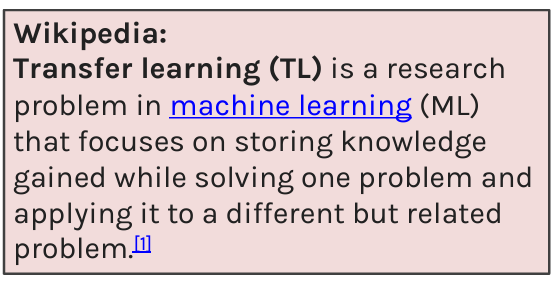 Wikipedia:
Transfer learning (TL) is a research
problem in machine learning (ML)
that focuses on storing knowledge
gained while solving one problem and
applying it to a different but related
problem.[1]